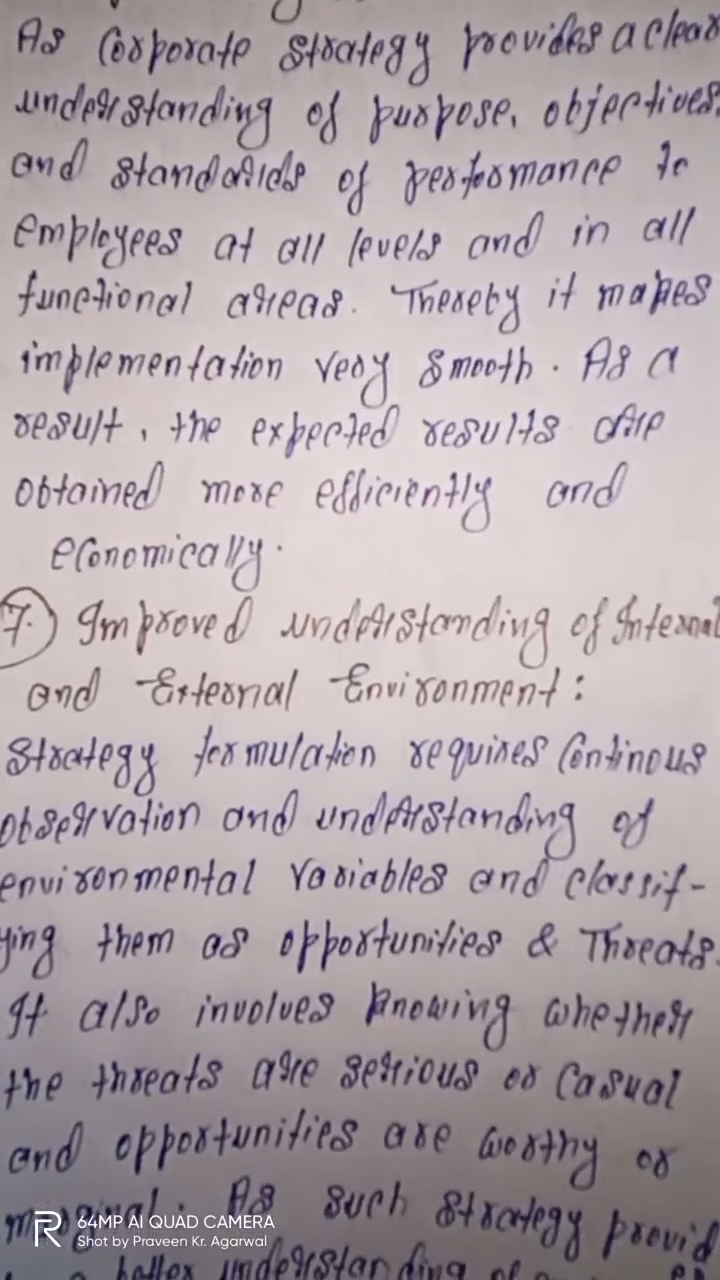 As Corporate Strategy provides a clear
understanding of purpose, objectives,
and standards of performance to
employees at all levels and in all
functional areas. Thereby it makes
implementation very smooth. As a
result, the expected results are
obtained more efficiently and
economically.
7. Improved understanding of Internal
and External Environment:
Strategy formulation requires Continous
observation and understanding of
environmental variables and classif-
ying them as opportunities & Threats.
It also involves knowing whether
the threats are serious or casual
and opportunities are worthy or
marginal. As such strategy provid
better understanding of
64MP AI QUAD CAMERA
Shot by Praveen Kr. Agarwal